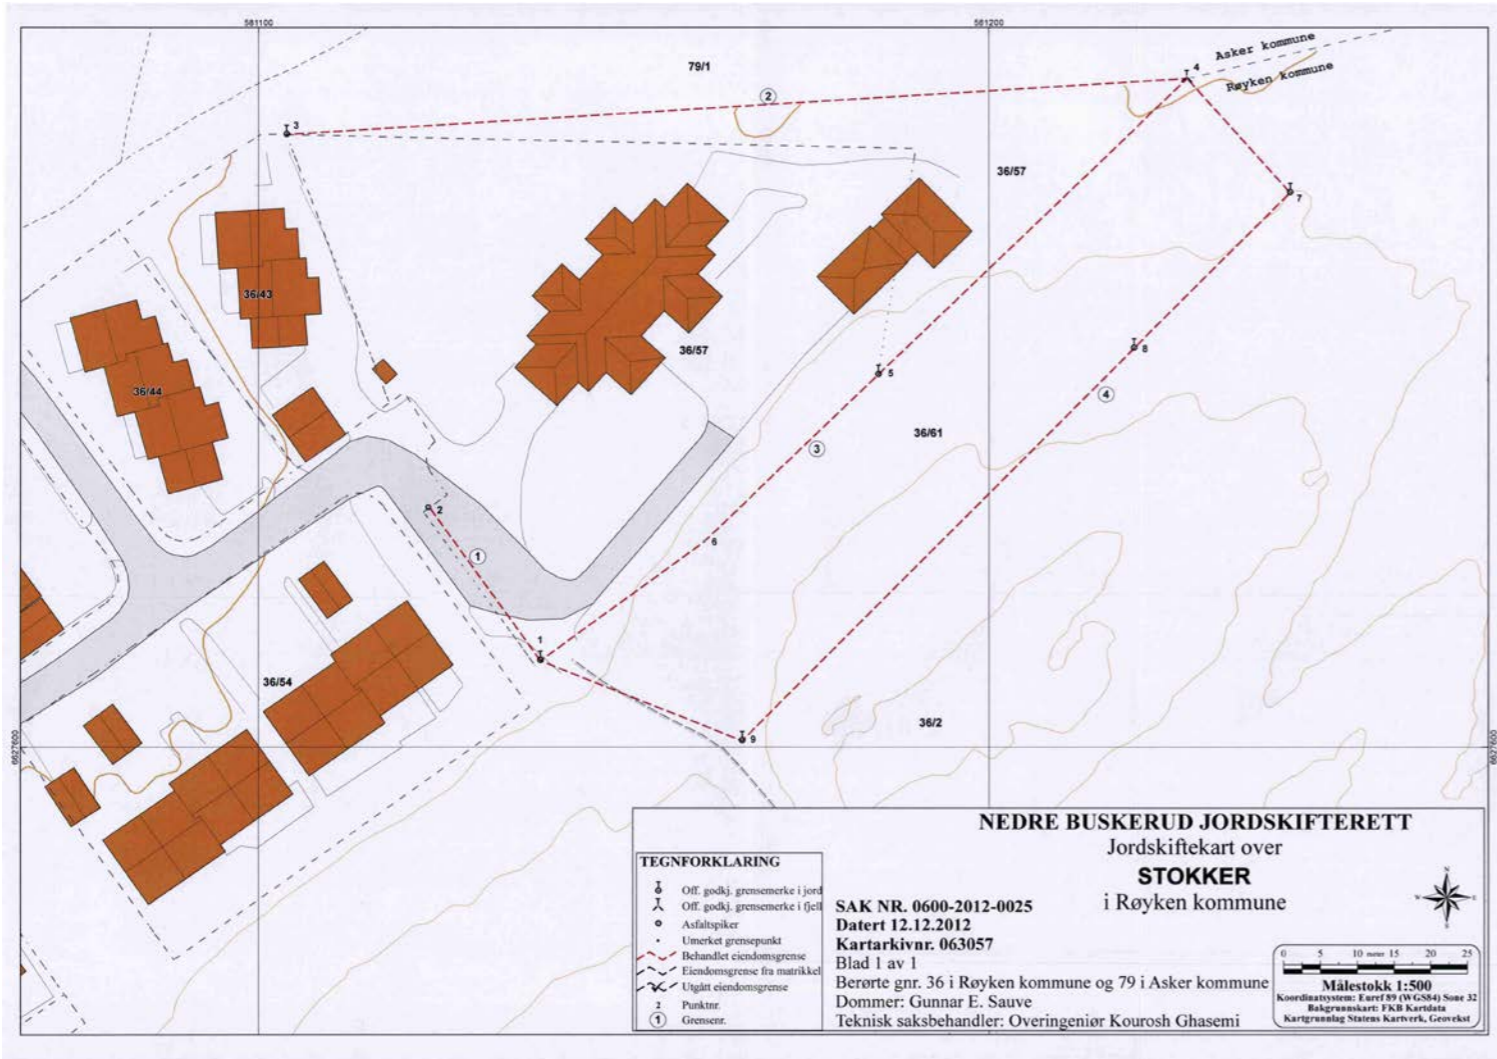 581100
581200
79/1
Asker kommune
Røyken kommune
4
2
3
36/57
7
36/43
36/57
8
36/44
5
4
36/61
3
2
6
1
1
36/54
36/2
9
6627600
6627600
NEDRE BUSKERUD JORDSKIFTERETT
Jordskiftekart over
STOKKER
i Røyken kommune
TEGNFORKLARING
Off. godkj. grensemerke i jord
Off. godkj. grensemerke i fjell
Asfaltspiker
Umerket grensepunkt
Behandlet eiendomsgrense
Eiendomsgrense fra matrikkel
Utgått eiendomsgrense
2 Punktnr.
1 Grensenr.
SAK NR. 0600-2012-0025
Datert 12.12.2012
Kartarkivnr. 063057
Blad 1 av 1
Berørte gnr. 36 i Røyken kommune og 79 i Asker kommune
Dommer: Gunnar E. Sauve
Teknisk saksbehandler: Overingeniør Kourosh Ghasemi
N
W E
S
0 5 10 meter 15 20 25
Målestokk 1:500
Koordinatsystem: Euref 89 (WGS84) Sone 32
Bakgrunnskart: FKB Kartdata
Kartgrunnlag Statens Kartverk, Geovekst